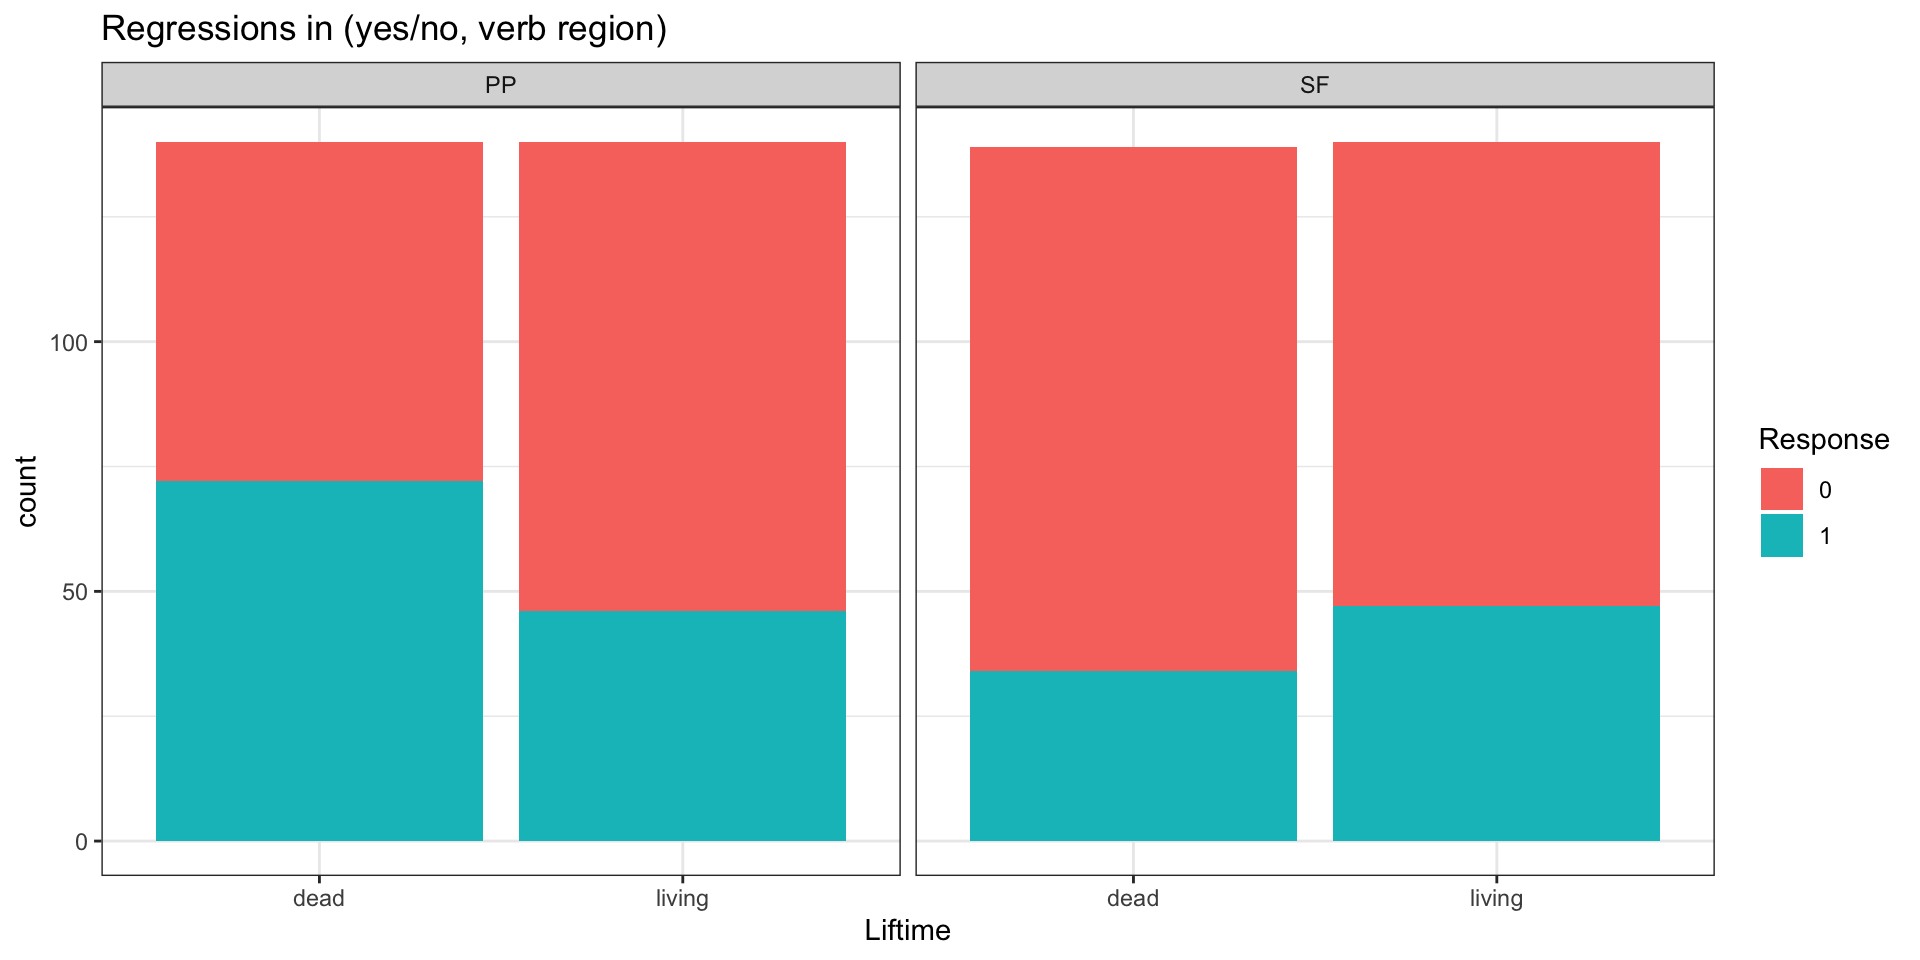 Regressions in (yes/no, verb region)
PP
SF
100
50
0
count
dead
living
dead
living
Liftime
Response
0
1